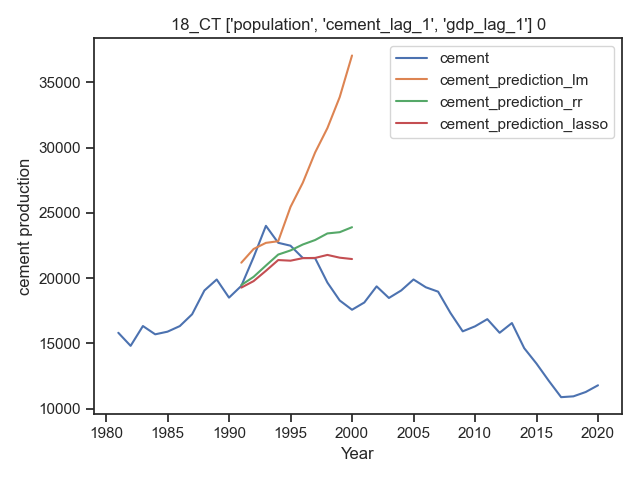 18_CT ['population', 'cement_lag_1', 'gdp_lag_1'] 0
cement
cement_prediction_lm
cement_prediction_rr
cement_prediction_lasso
cement production
35000
30000
25000
20000
15000
10000
1980 1985 1990 1995 2000 2005 2010 2015 2020
Year